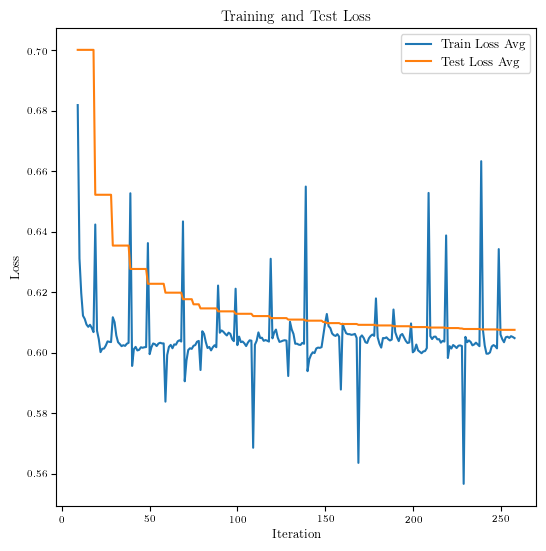 Training and Test Loss
Train Loss Avg
Test Loss Avg
0.70
0.68
0.66
0.64
0.62
0.60
0.58
0.56
Loss
0 50 100 150 200 250
Iteration